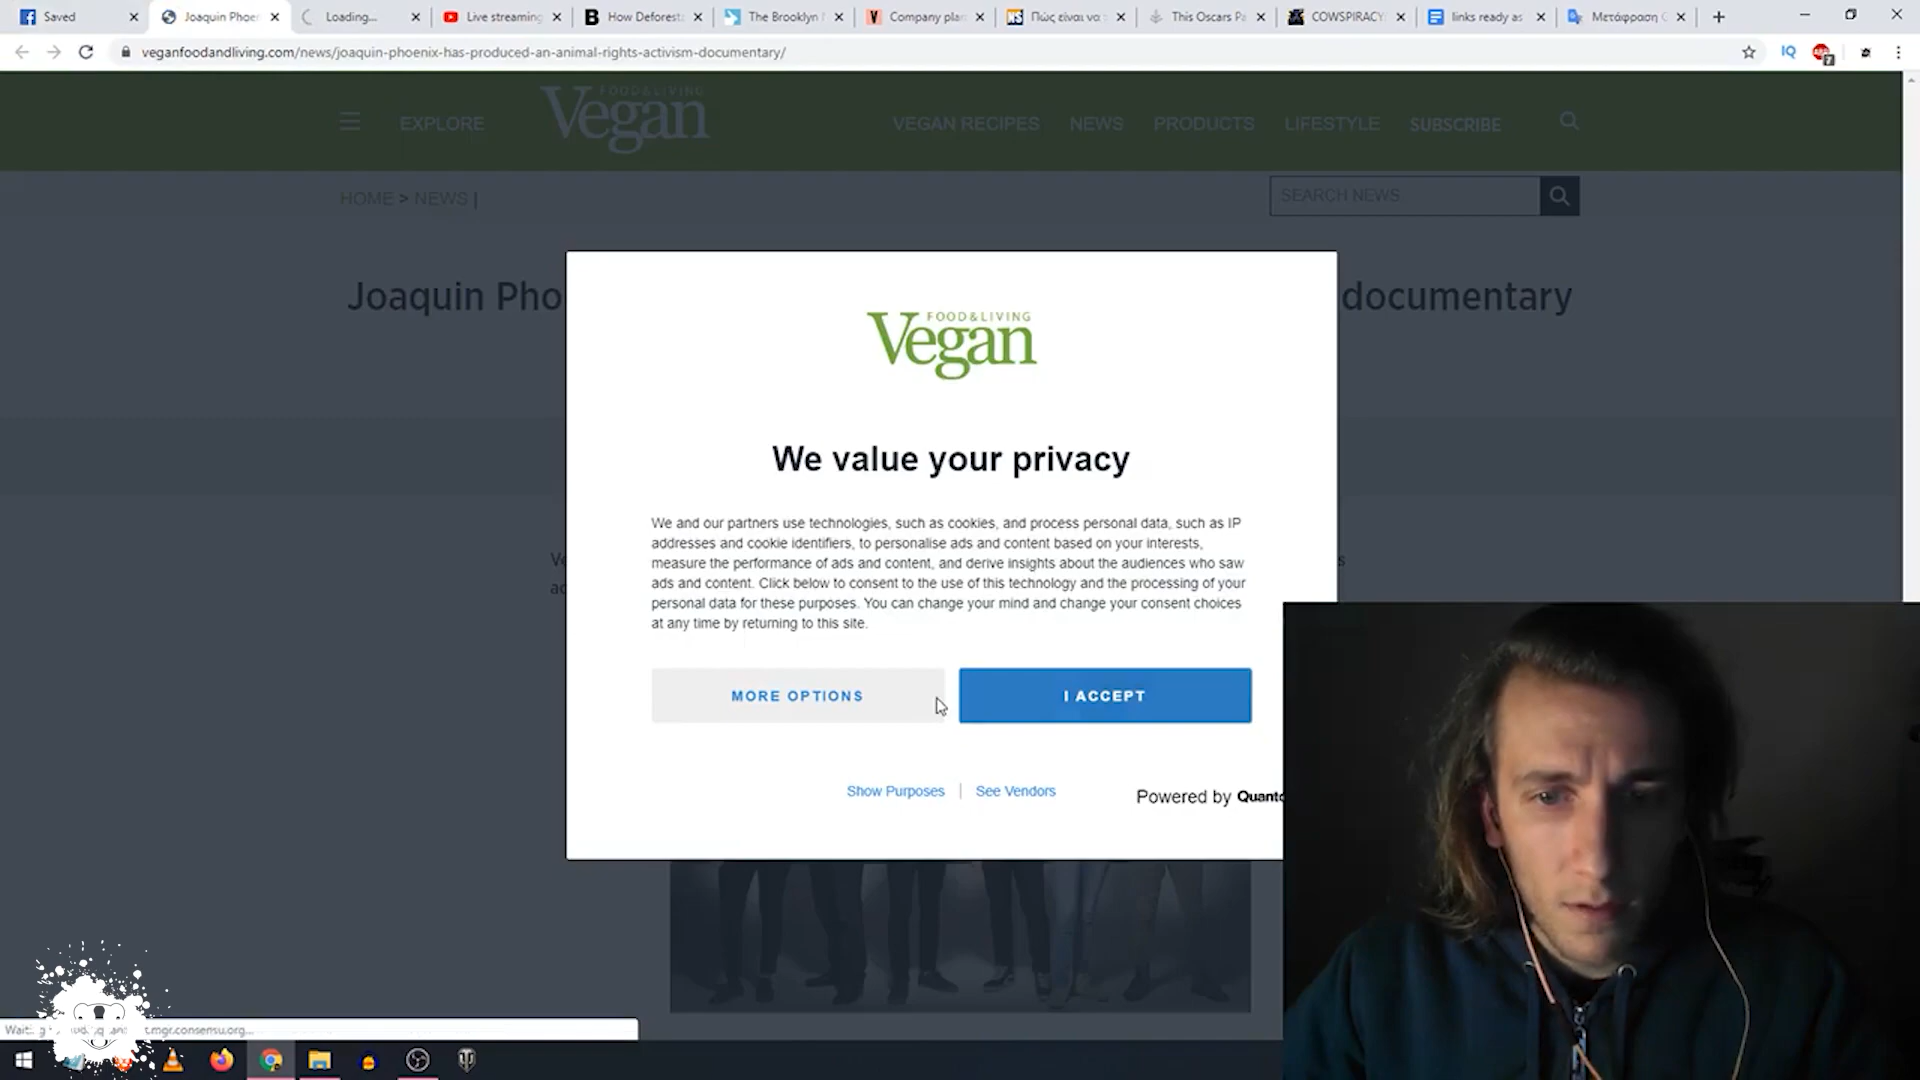 Saved
Joaquin Phoe
Loading...
Live streaming
How Deforest
The Brooklyn
Company plan
Πώς είναι να
This Oscars Pa
COWSPIRACY
links ready as
Μετάφραση G
veganfoodandliving.com/news/joaquin-phoenix-has-produced-an-animal-rights-activism-documentary/
EXPLORE
FOOD&LIVING
Vegan
VEGAN RECIPES
NEWS
PRODUCTS
LIFESTYLE
SUBSCRIBE
HOME > NEWS |
SEARCH NEWS
Joaquin Pho
documentary
FOOD&LIVING
Vegan
We value your privacy
We and our partners use technologies, such as cookies, and process personal data, such as IP
addresses and cookie identifiers, to personalise ads and content based on your interests,
measure the performance of ads and content, and derive insights about the audiences who saw
ads and content. Click below to consent to the use of this technology and the processing of your
personal data for these purposes. You can change your mind and change your consent choices
at any time by returning to this site.
MORE OPTIONS
I ACCEPT
Show Purposes | See Vendors
Powered by Quantc